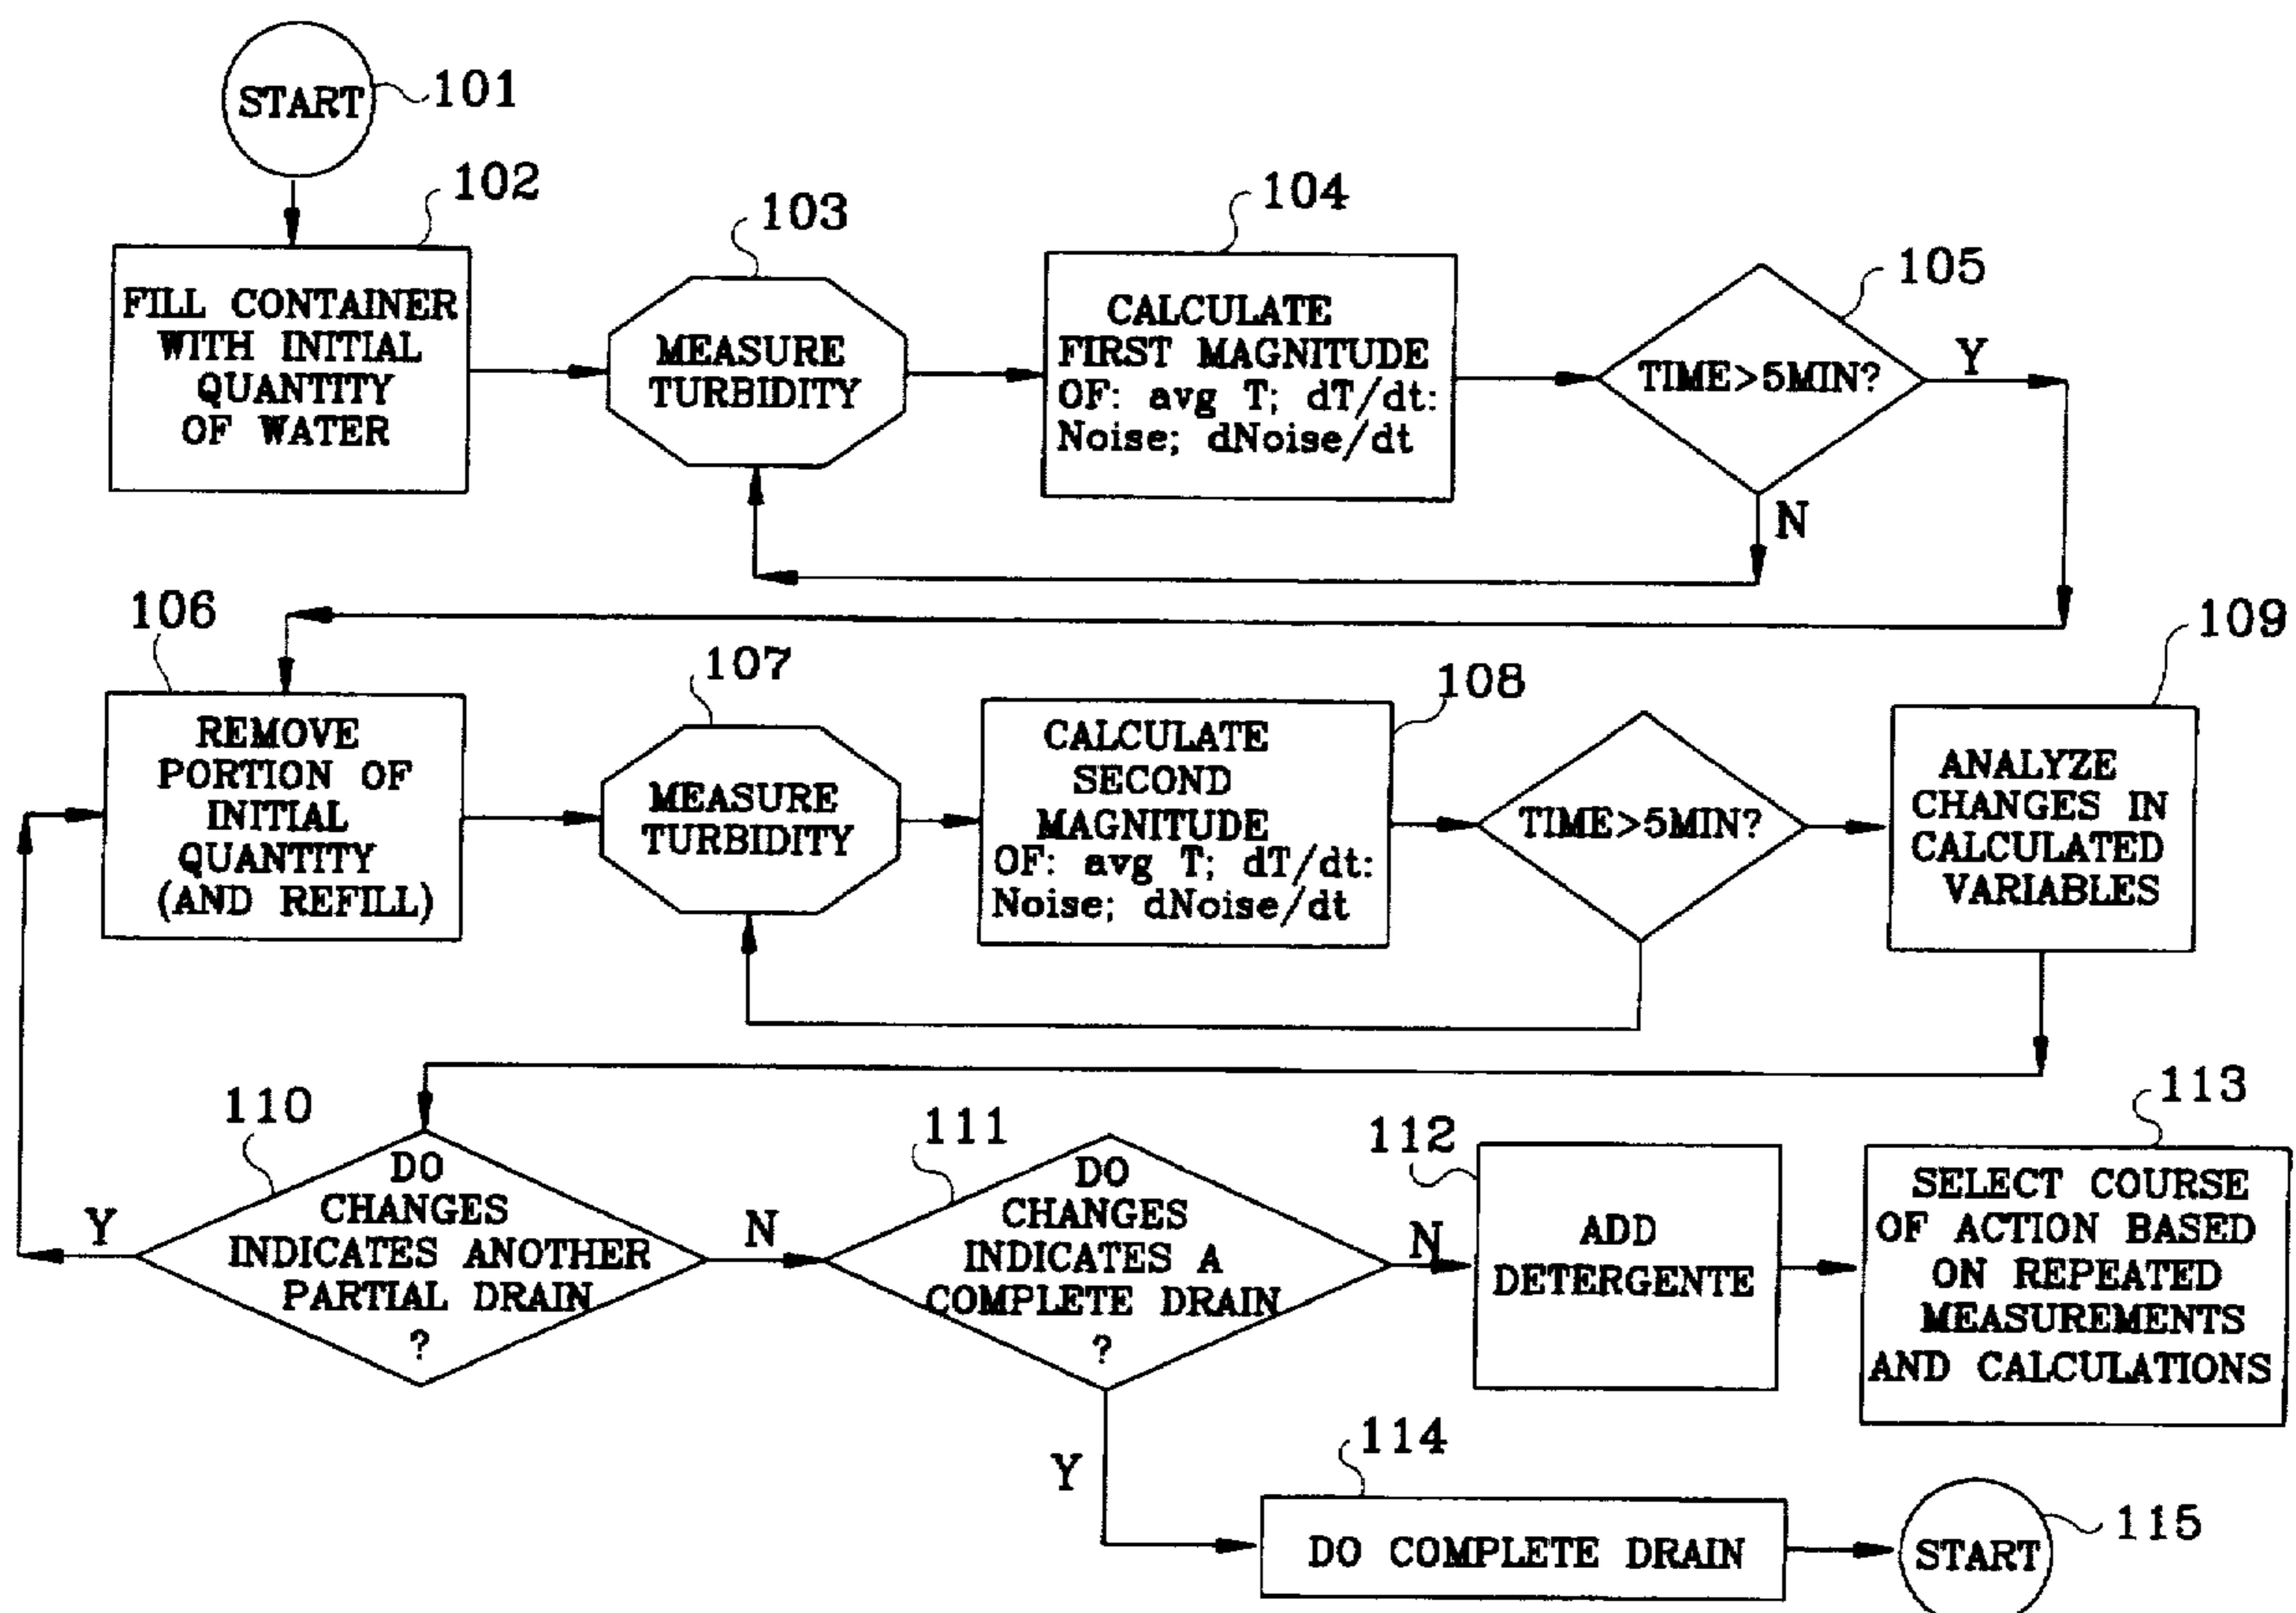 START
101
102
FILL CONTAINER
WITH INITIAL
QUANTITY
OF WATER
103
MEASURE
TURBIDITY
104
CALCULATE
FIRST MAGNITUDE
OF: avg T; dT/dt:
Noise; dNoise/dt
105
TIME>5MIN?
Y
N
106
REMOVE
PORTION OF
INITIAL
QUANTITY
(AND REFILL)
107
MEASURE
TURBIDITY
108
CALCULATE
SECOND
MAGNITUDE
OF: avg T; dT/dt:
Noise; dNoise/dt
TIME>5MIN?
109
ANALYZE
CHANGES IN
CALCULATED
VARIABLES
110
DO
CHANGES
INDICATES ANOTHER
PARTIAL DRAIN
?
Y
N
111
DO
CHANGES
INDICATES A
COMPLETE DRAIN
?
N
Y
112
ADD
DETERGENTE
113
SELECT COURSE
OF ACTION BASED
ON REPEATED
MEASUREMENTS
AND CALCULATIONS
114
DO COMPLETE DRAIN
START
115